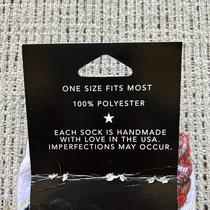 ONE SIZE FITS MOST
100% POLYESTER
EACH SOCK IS HANDMADE
WITH LOVE IN THE USA.
IMPERFECTIONS MAY OCCUR.